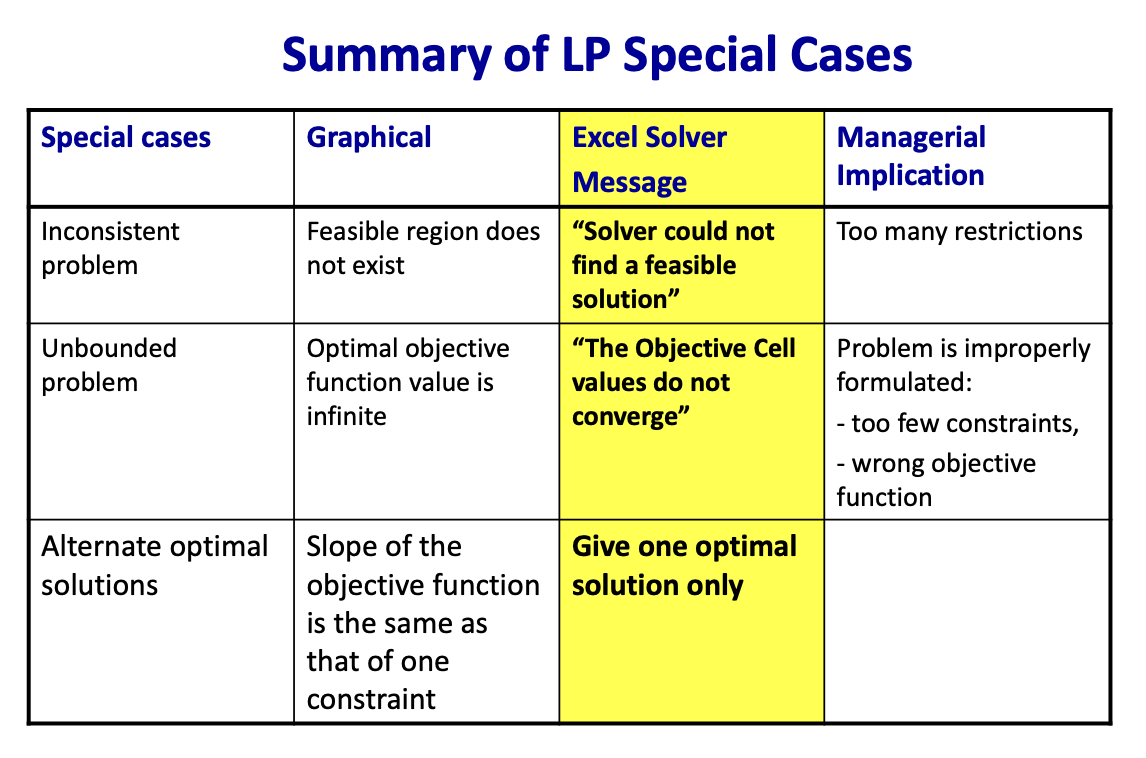 Summary of LP Special Cases
Special cases
Graphical
Excel Solver
Message
Managerial
Implication
Inconsistent
problem
Feasible region does
not exist
“Solver could not
find a feasible
solution”
Too many restrictions
Unbounded
problem
Optimal objective
function value is
infinite
“The Objective Cell
values do not
converge”
Problem is improperly
formulated:
- too few constraints,
- wrong objective
function
Alternate optimal
solutions
Slope of the
objective function
is the same as
that of one
constraint
Give one optimal
solution only